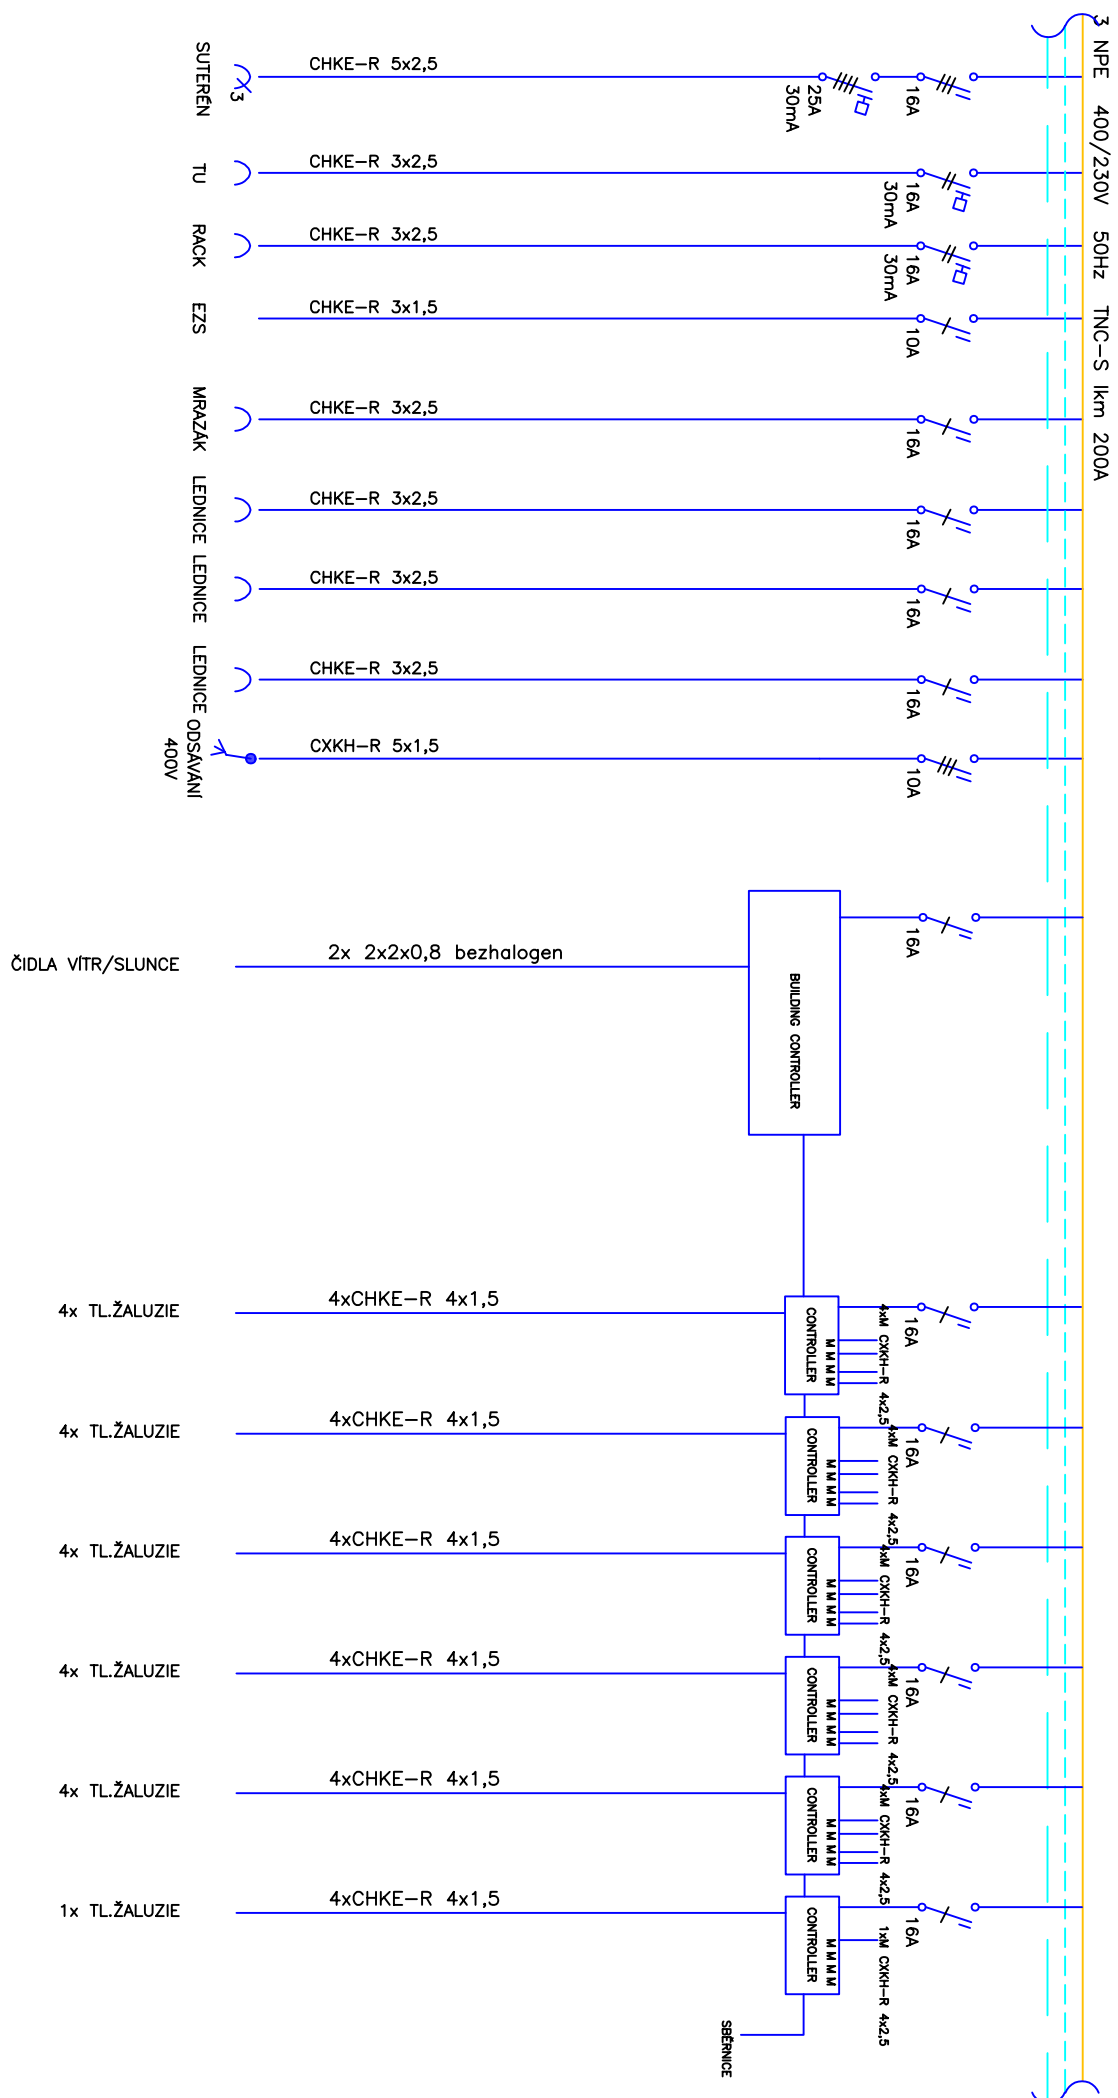 3 NPE 400/230V 50Hz TNC-S Ikm 200A
SUTERÉN
3
CHKE-R 5x2,5
25A
30mA
16A
TU
CHKE-R 3x2,5
16A
30mA
RACK
CHKE-R 3x2,5
16A
30mA
EZS
CHKE-R 3x1,5
10A
MRAZÁK
CHKE-R 3x2,5
16A
LEDNICE
CHKE-R 3x2,5
16A
LEDNICE
CHKE-R 3x2,5
16A
LEDNICE
CHKE-R 3x2,5
16A
ODSÁVÁNÍ
400V
CXKH-R 5x1,5
10A
16A
ČIDLA VÍTR/SLUNCE
2x 2x2x0,8 bezhalogen
BUILDING CONTROLLER
4x TL.ŽALUZIE
4xCHKE-R 4x1,5
CONTROLLER
M M M M
4xM CXKH-R 4x2,5
16A
4x TL.ŽALUZIE
4xCHKE-R 4x1,5
CONTROLLER
M M M M
4xM CXKH-R 4x2,5
16A
4x TL.ŽALUZIE
4xCHKE-R 4x1,5
CONTROLLER
M M M M
4xM CXKH-R 4x2,5
16A
4x TL.ŽALUZIE
4xCHKE-R 4x1,5
CONTROLLER
M M M M
4xM CXKH-R 4x2,5
16A
4x TL.ŽALUZIE
4xCHKE-R 4x1,5
CONTROLLER
M M M M
4xM CXKH-R 4x2,5
16A
1x TL.ŽALUZIE
4xCHKE-R 4x1,5
CONTROLLER
M M M M
1xM CXKH-R 4x2,5
16A
SBĚRNICE